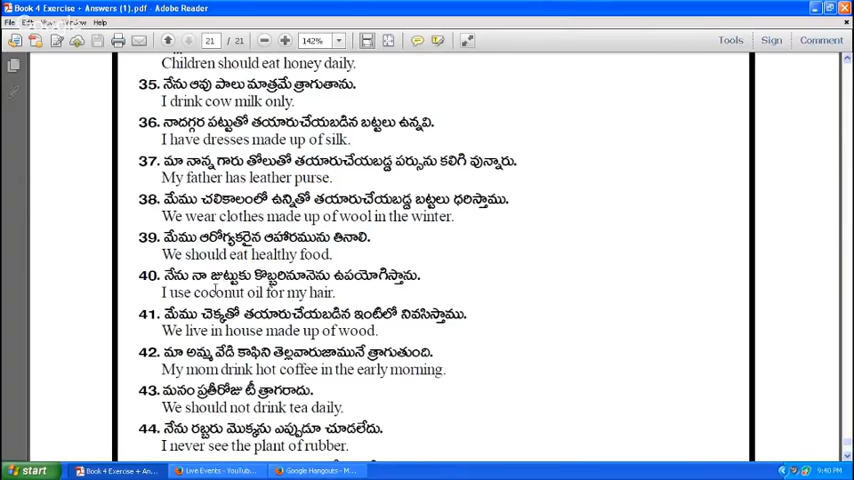 Book 4 Exercise + Answers (1).pdf - Adobe Reader
File Edit Window Help
21 / 21 142% Tools Sign Comment
Children should eat honey daily.
35. నేను ఆవు పాలు మాత్రమే త్రాగుతాను.
I drink cow milk only.
36. నాదగ్గర పట్టుతో తయారుచేయబడిన బట్టలు ఉన్నవి.
I have dresses made up of silk.
37. మా నాన్న గారు తోలుతో తయారుచేయబడ్డ పర్సును కలిగి వున్నారు.
My father has leather purse.
38. మేము చలికాలంలో ఉన్నితో తయారుచేయబడ్డ బట్టలు ధరిస్తాము.
We wear clothes made up of wool in the winter.
39. మేము ఆరోగ్యకరైన ఆహారమును తినాలి.
We should eat healthy food.
40. నేను నా జుట్టుకు కొబ్బరినూనెను ఉపయోగిస్తాను.
I use coconut oil for my hair.
41. మేము చెక్కతో తయారుచేయబడిన ఇంటిలో నివసిస్తాము.
We live in house made up of wood.
42. మా అమ్మ వేడి కాఫిని తెల్లవారుజామునే త్రాగుతుంది.
My mom drink hot coffee in the early morning.
43. మనం ప్రతీరోజు టీ త్రాగరాదు.
We should not drink tea daily.
44. నేను రబ్బరు మొక్కను ఎప్పుడూ చూడలేదు.
I never see the plant of rubber.
start Book 4 Exercise + An... Live Events - YouTub... Google Hangouts - M... 9:40 PM